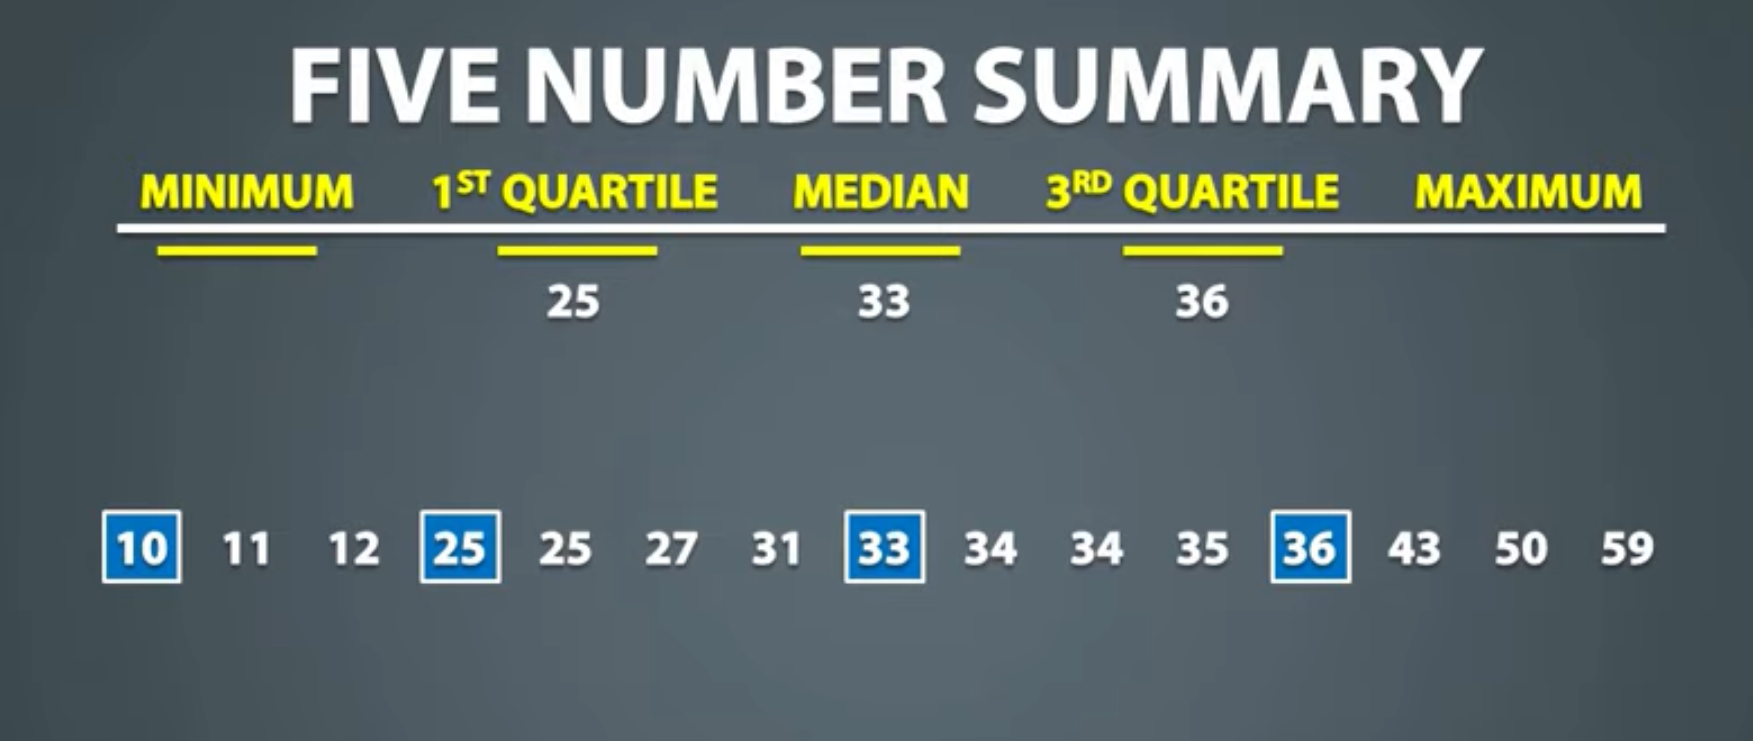 FIVE NUMBER SUMMARY
MINIMUM 1ST QUARTILE MEDIAN 3RD QUARTILE MAXIMUM
25 33 36
10 11 12 25 25 27 31 33 34 34 35 36 43 50 59